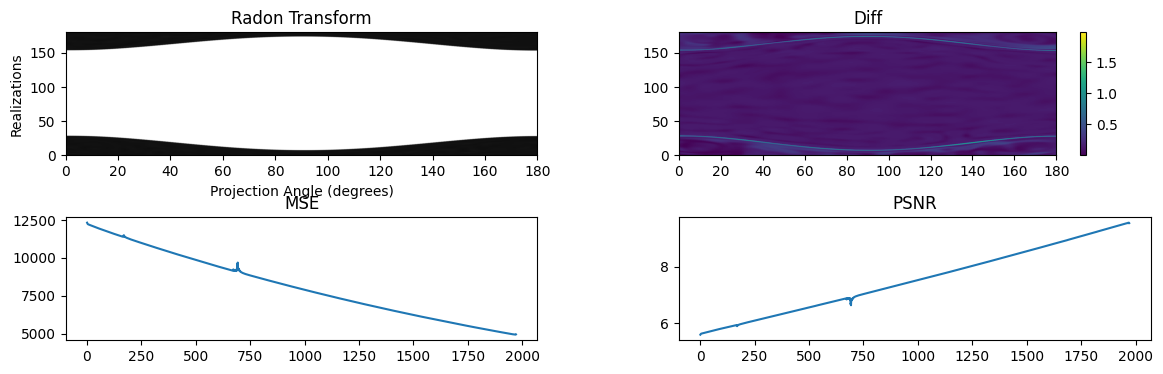 Radon Transform
Realizations
150
100
50
0
0 20 40 60 80 100 120 140 160 180
Projection Angle (degrees)
Diff
150
100
50
0
0 20 40 60 80 100 120 140 160 180
1.5
1.0
0.5
MSE
12500
10000
7500
5000
0 250 500 750 1000 1250 1500 1750 2000
PSNR
8
6
0 250 500 750 1000 1250 1500 1750 2000